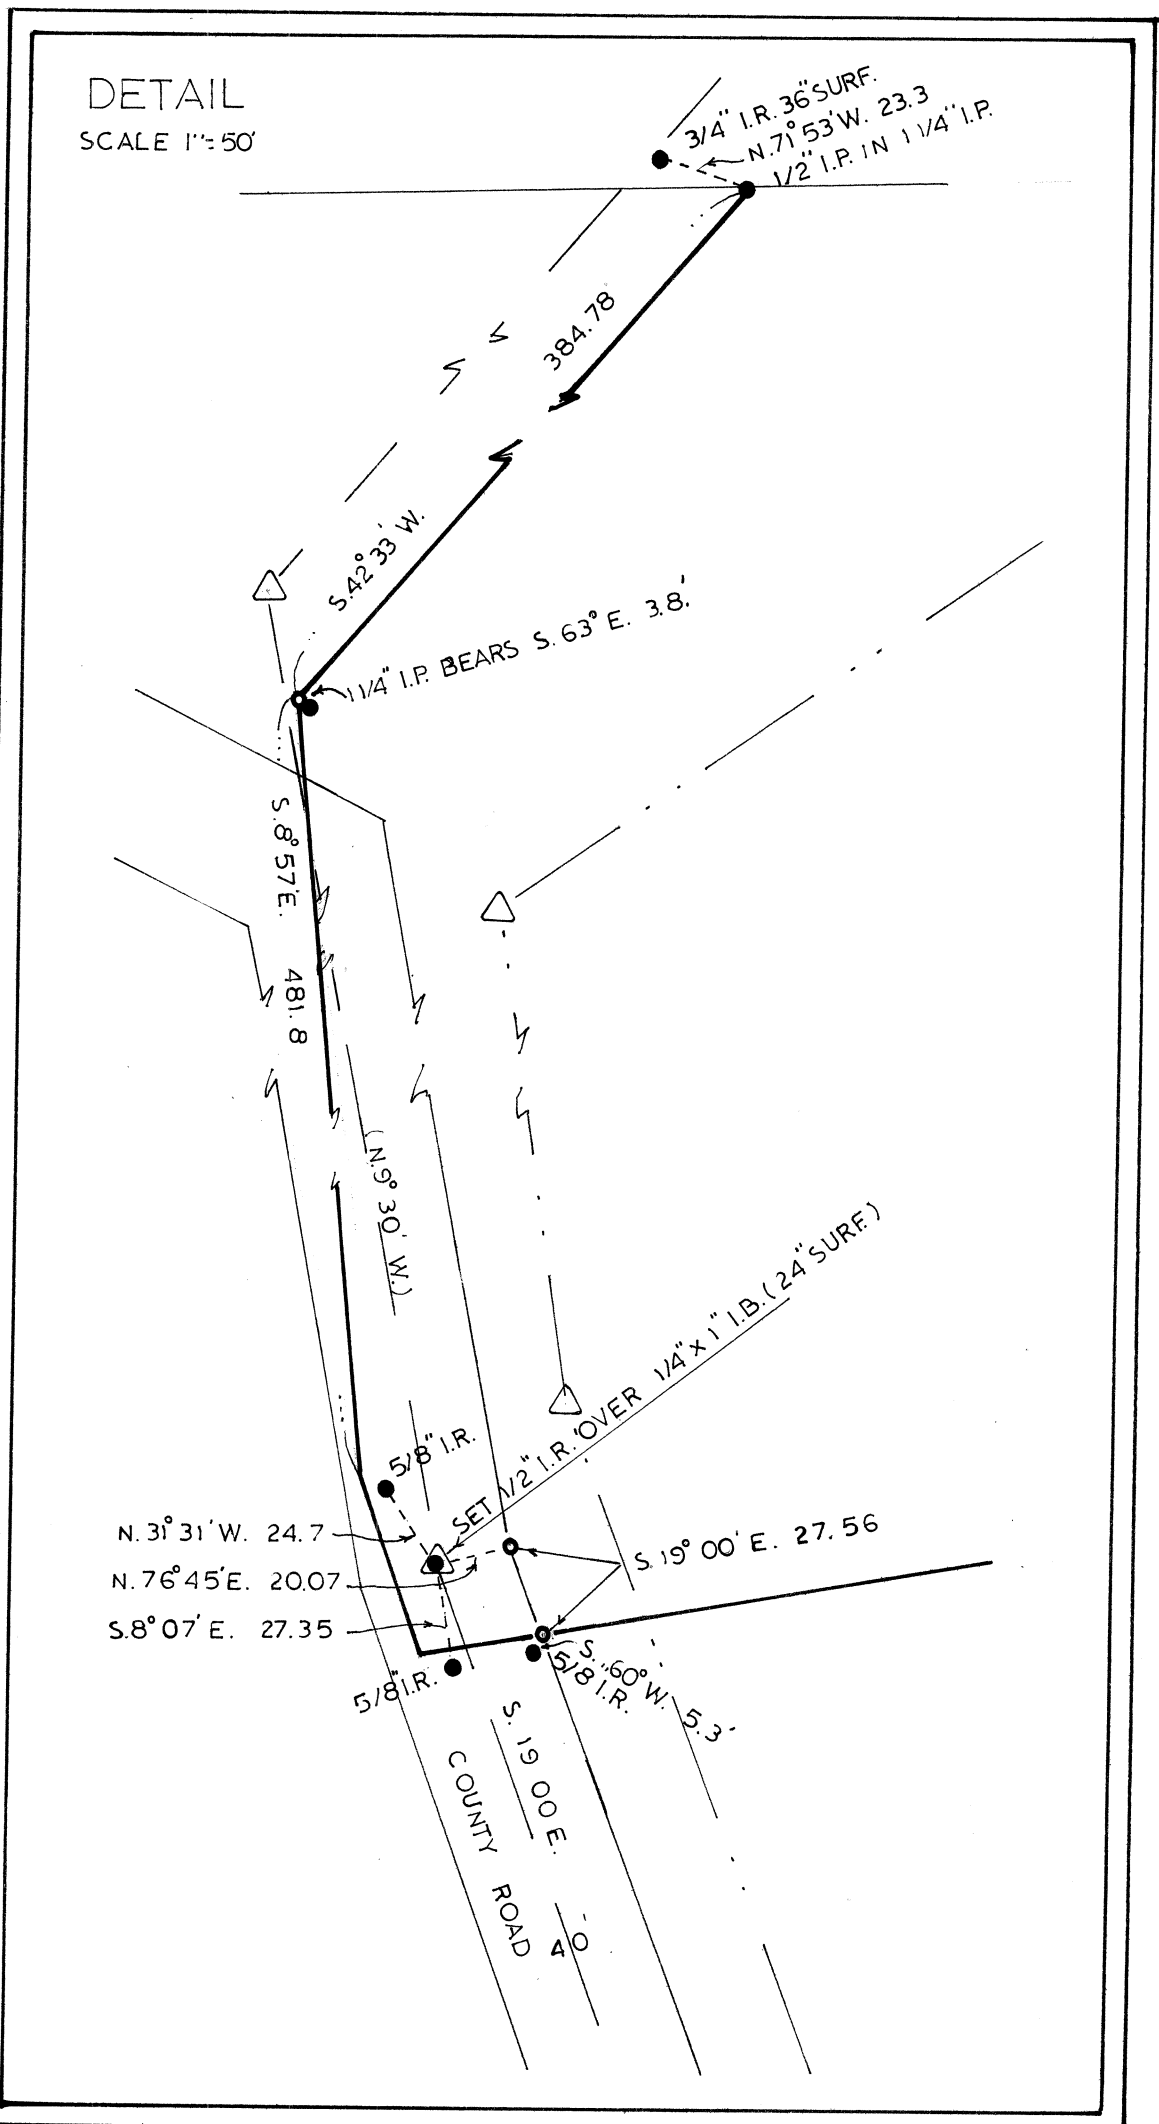 DETAIL
SCALE 1"=50'
3/4" I.R. 36"SURF.
N.71°53'W. 23.3
1/2" I.P. IN 1 1/4" I.P.
384.78
S.42°33'W.
1 1/4" I.P. BEARS S.63°E. 3.8'
S.8°57'E. 481.8
(N.9°30'W.)
SET 1/2" I.R. OVER 1/4"X1" I.B.(24"SURF.)
5/8" I.R.
N.31°31'W. 24.7
N.76°45'E. 20.07
S.8°07'E. 27.35
S.19°00'E. 27.56
5/8" I.R.
S. 60°W. 5.3'
5/8" I.R.
S.19 00 E.
COUNTY ROAD
40'